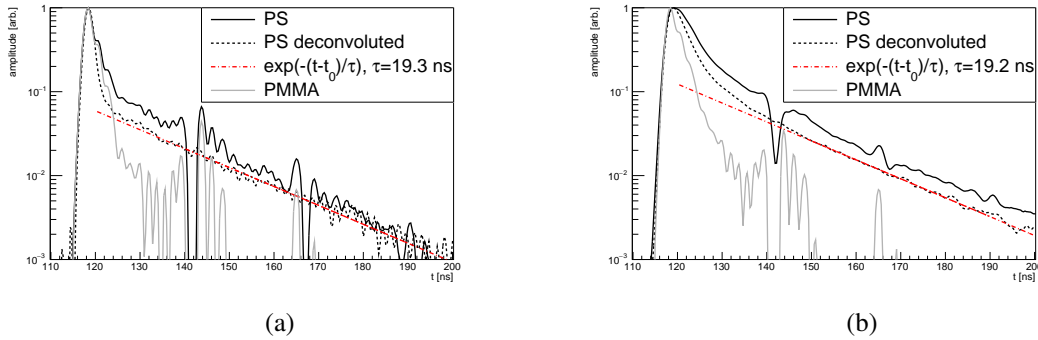 amplitude [arb.]
1
10⁻¹
10⁻²
10⁻³
110 120 130 140 150 160 170 180 190 200
t [ns]
PS
PS deconvoluted
exp(-(t-t₀)/τ), τ=19.3 ns
PMMA
(a)
amplitude [arb.]
1
10⁻¹
10⁻²
10⁻³
110 120 130 140 150 160 170 180 190 200
t [ns]
PS
PS deconvoluted
exp(-(t-t₀)/τ), τ=19.2 ns
PMMA
(b)